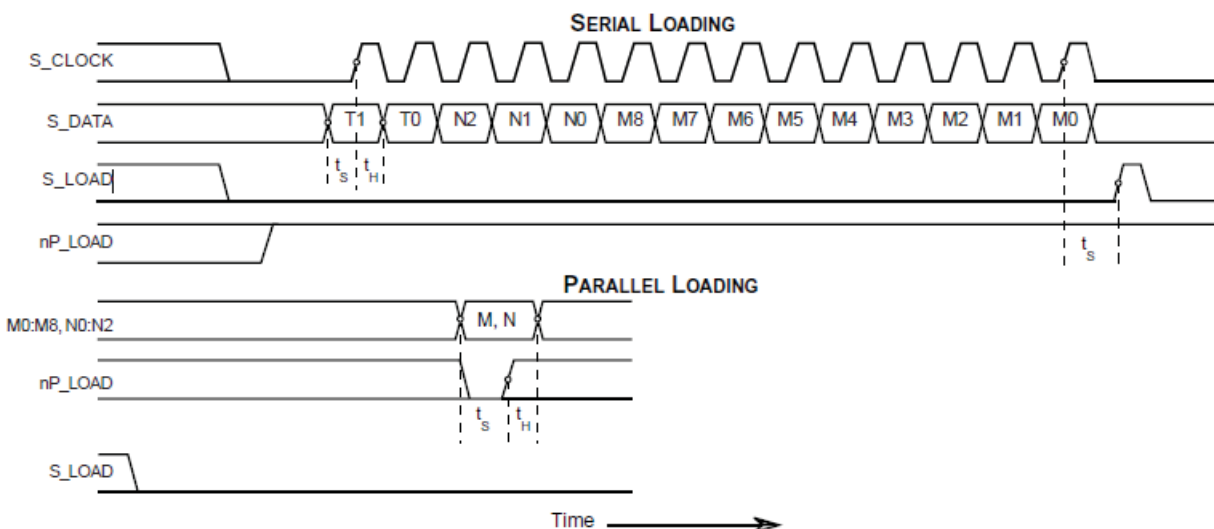 SERIAL LOADING
S_CLOCK
S_DATA T1 T0 N2 N1 N0 M8 M7 M6 M5 M4 M3 M2 M1 M0
tS tH
S_LOAD
nP_LOAD
tS
PARALLEL LOADING
M0:M8, N0:N2 M, N
nP_LOAD
tS tH
S_LOAD
Time